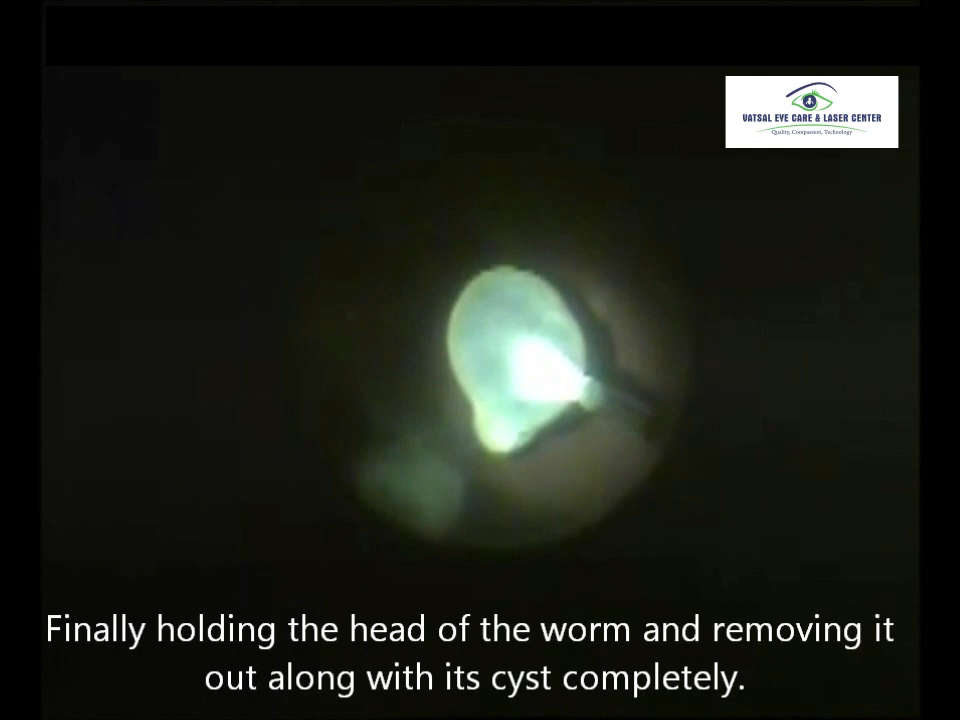 VATSAL EYE CARE & LASER CENTER
Quality, Compassion, Technology
Finally holding the head of the worm and removing it
out along with its cyst completely.